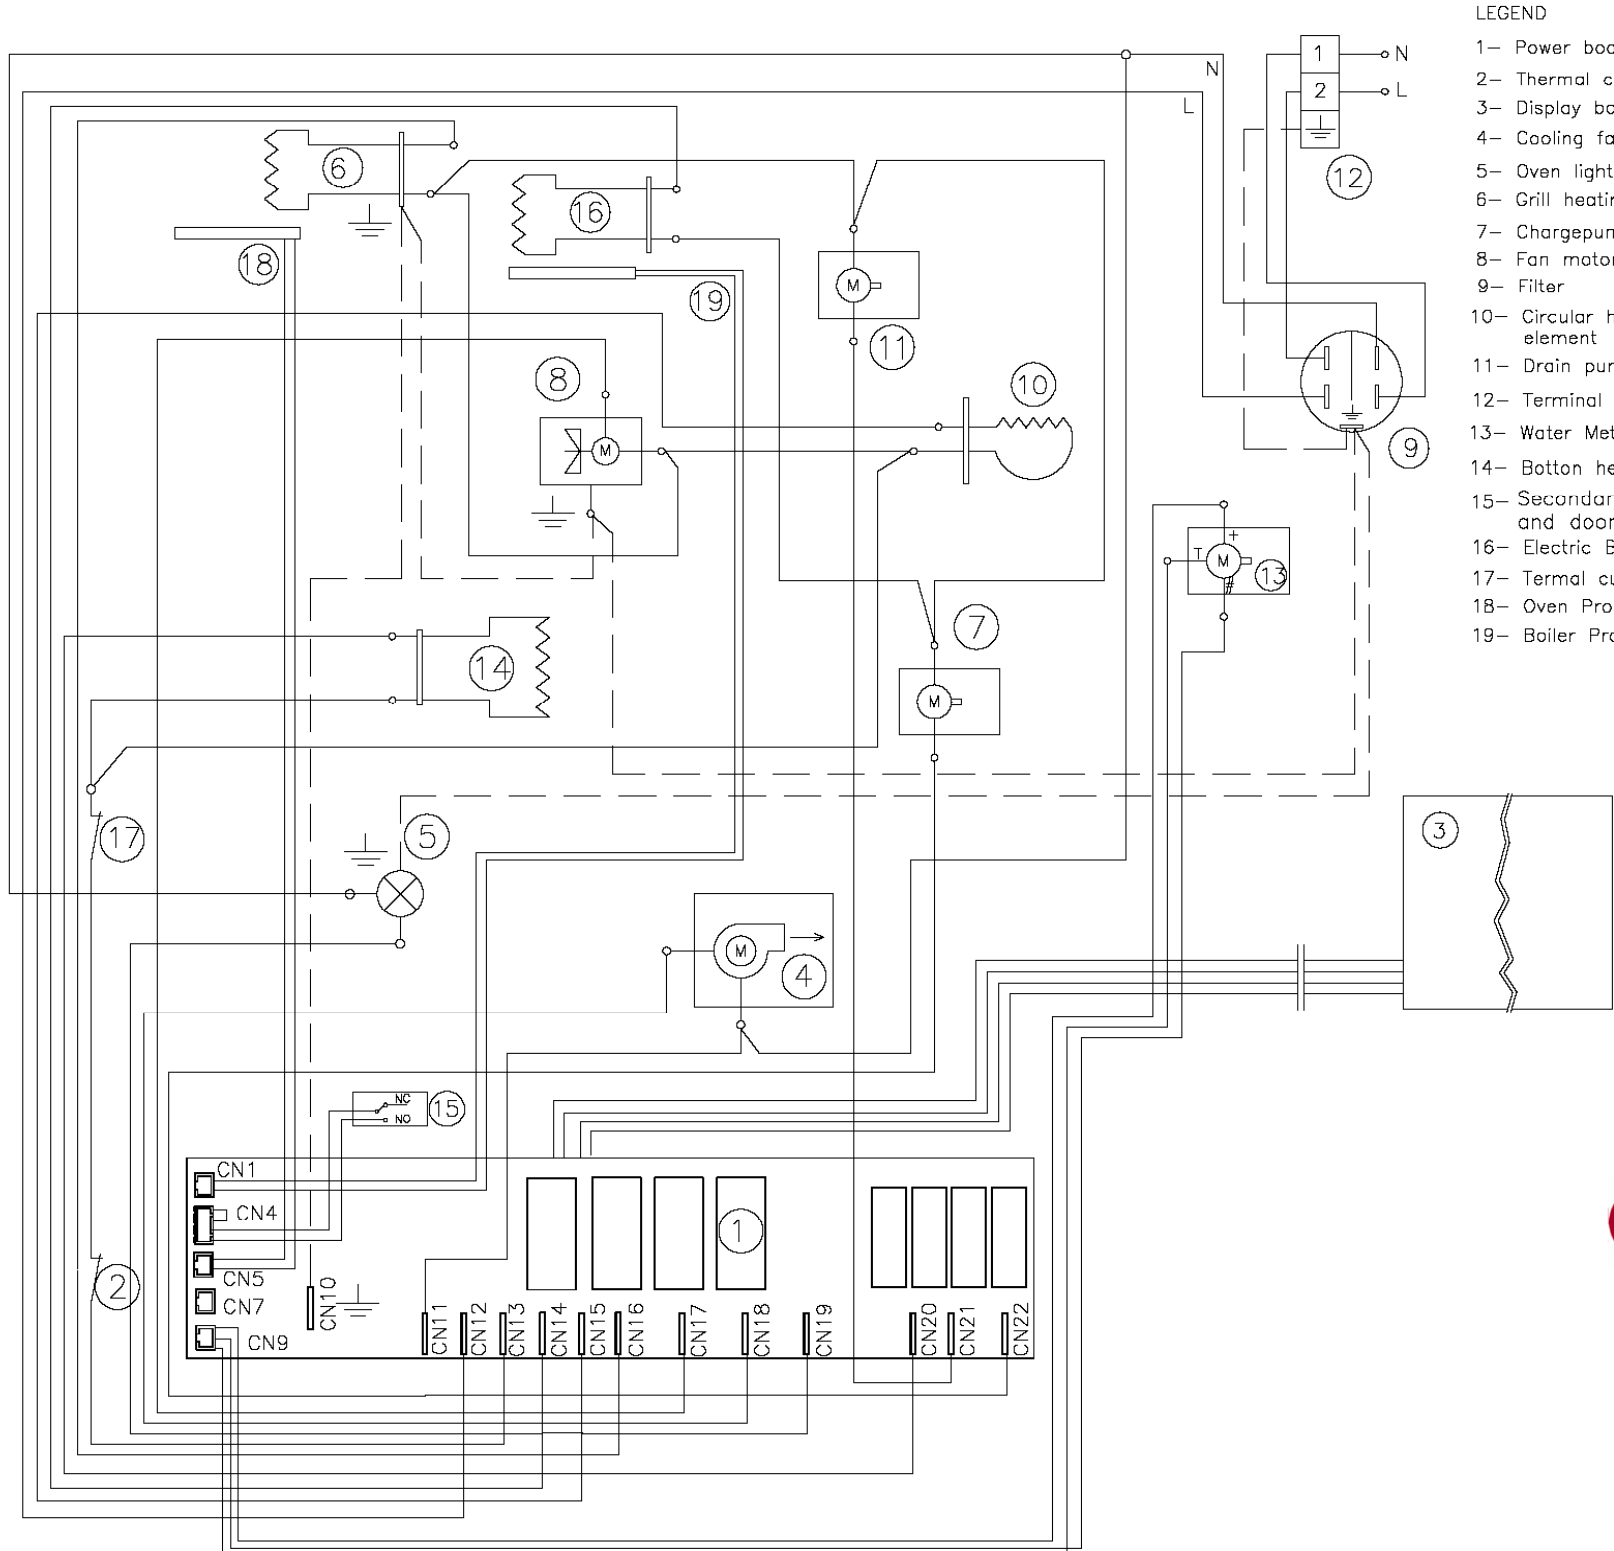 LEGEND
1- Power boa
2- Thermal c
3- Display bo
4- Cooling fa
5- Oven light
6- Grill heatin
7- Chargepun
8- Fan motor
9- Filter
10- Circular h
element
11- Drain pur
12- Terminal
13- Water Met
14- Botton he
15- Secondar
and door
16- Electric B
17- Termal cu
18- Oven Pro
19- Boiler Pro
1 N
2 L
N
L
12
6
16
18
19
M
11
8
10
M
9
+
T M
#
13
7
14
M
17
5
3
M
4
NC
NO
15
CN1
CN4
CN5
CN7
CN9
1
2
CN10
CN11
CN12
CN13
CN14
CN15
CN16
CN17
CN18
CN19
CN20
CN21
CN22